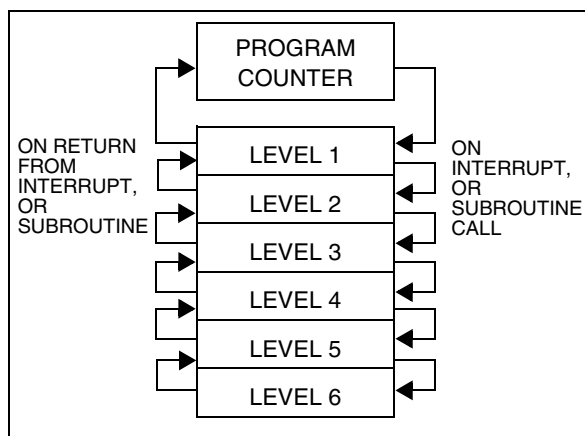 PROGRAM
COUNTER
ON RETURN
FROM
INTERRUPT,
OR
SUBROUTINE
LEVEL 1
LEVEL 2
LEVEL 3
LEVEL 4
LEVEL 5
LEVEL 6
ON
INTERRUPT,
OR
SUBROUTINE
CALL